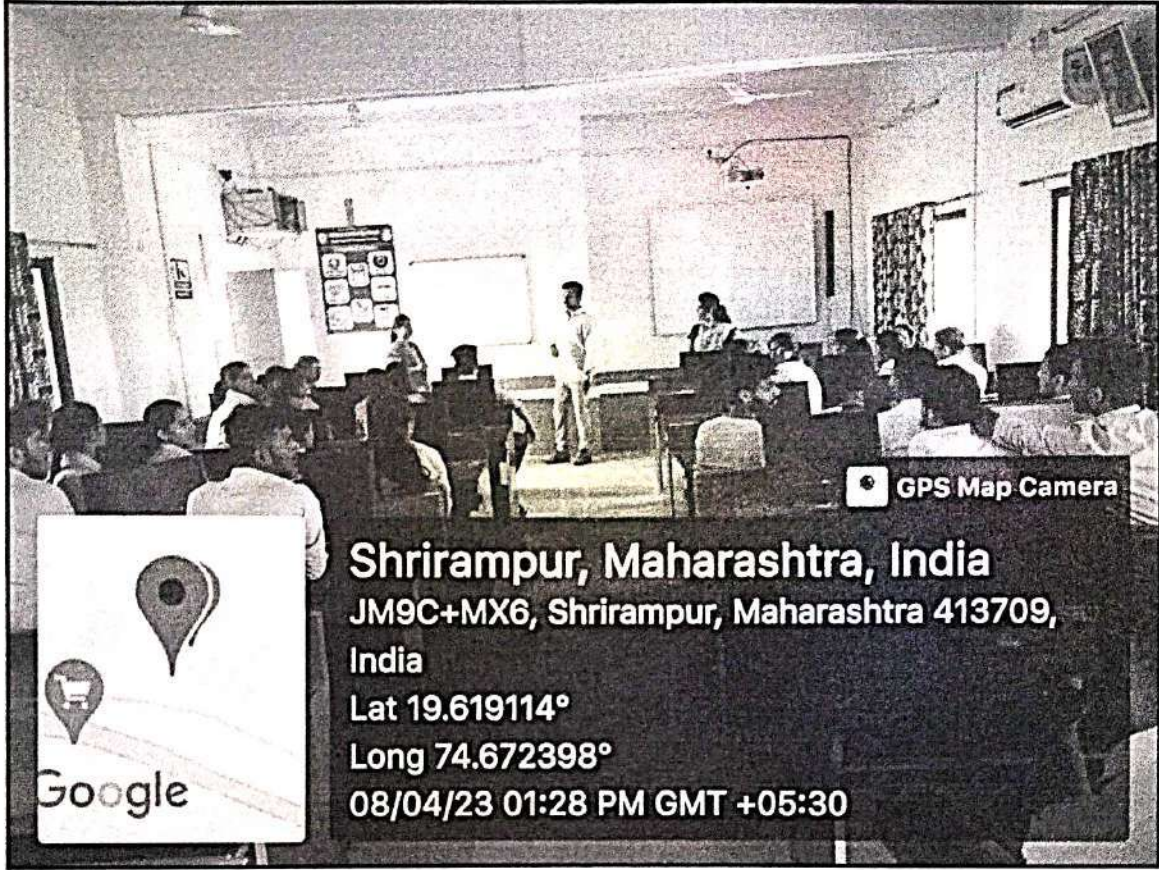 GPS Map Camera
Shrirampur, Maharashtra, India
JM9C+MX6, Shrirampur, Maharashtra 413709,
India
Lat 19.619114°
Long 74.672398°
08/04/23 01:28 PM GMT +05:30
Google